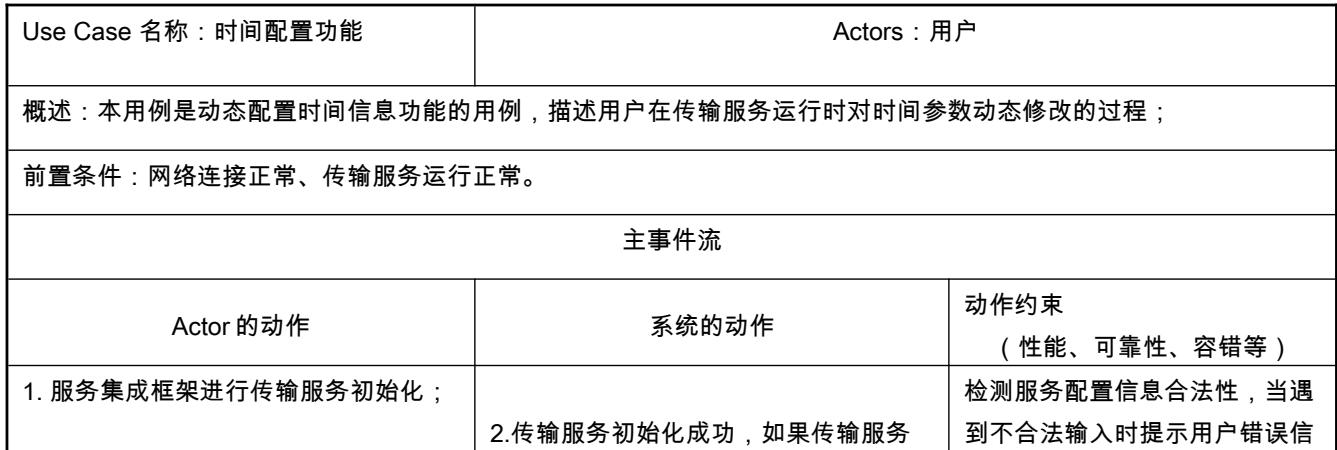 Use Case 名称：时间配置功能
Actors：用户
概述：本用例是动态配置时间信息功能的用例，描述用户在传输服务运行时对时间参数动态修改的过程；
前置条件：网络连接正常、传输服务运行正常。
主事件流
Actor 的动作
系统的动作
动作约束
（性能、可靠性、容错等）
1. 服务集成框架进行传输服务初始化；
2.传输服务初始化成功，如果传输服务
检测服务配置信息合法性，当遇
到不合法输入时提示用户错误信